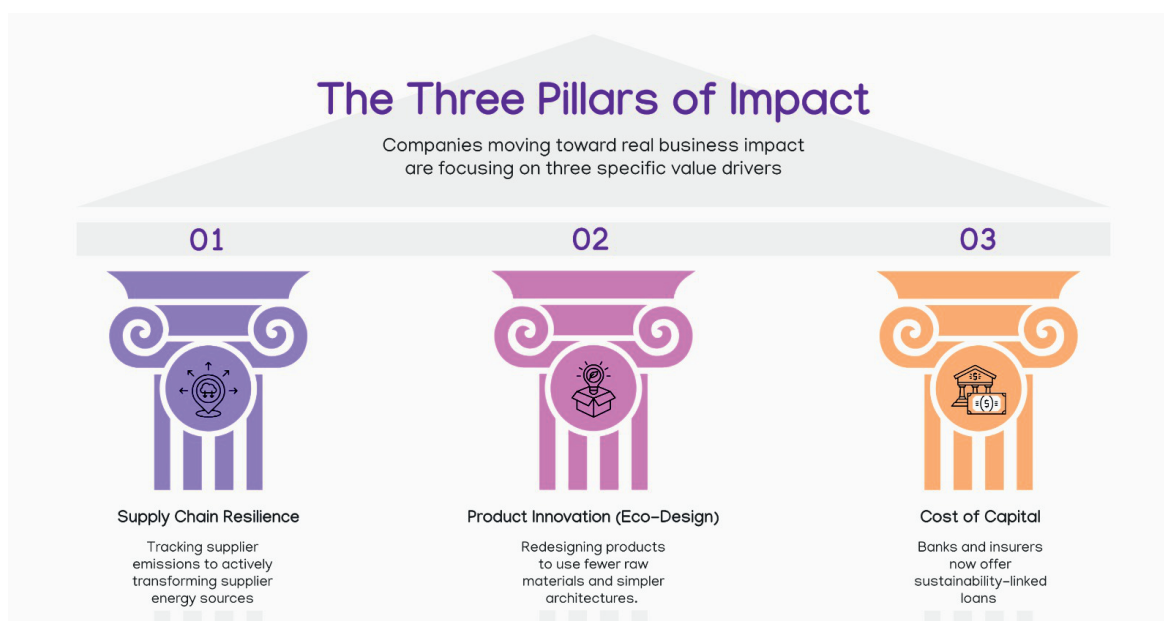 The Three Pillars of Impact
Companies moving toward real business impact
are focusing on three specific value drivers
01
02
03
Supply Chain Resilience
Tracking supplier
emissions to actively
transforming supplier
energy sources
Product Innovation (Eco-Design)
Redesigning products
to use fewer raw
materials and simpler
architectures.
Cost of Capital
Banks and insurers
now offer
sustainability-linked
loans